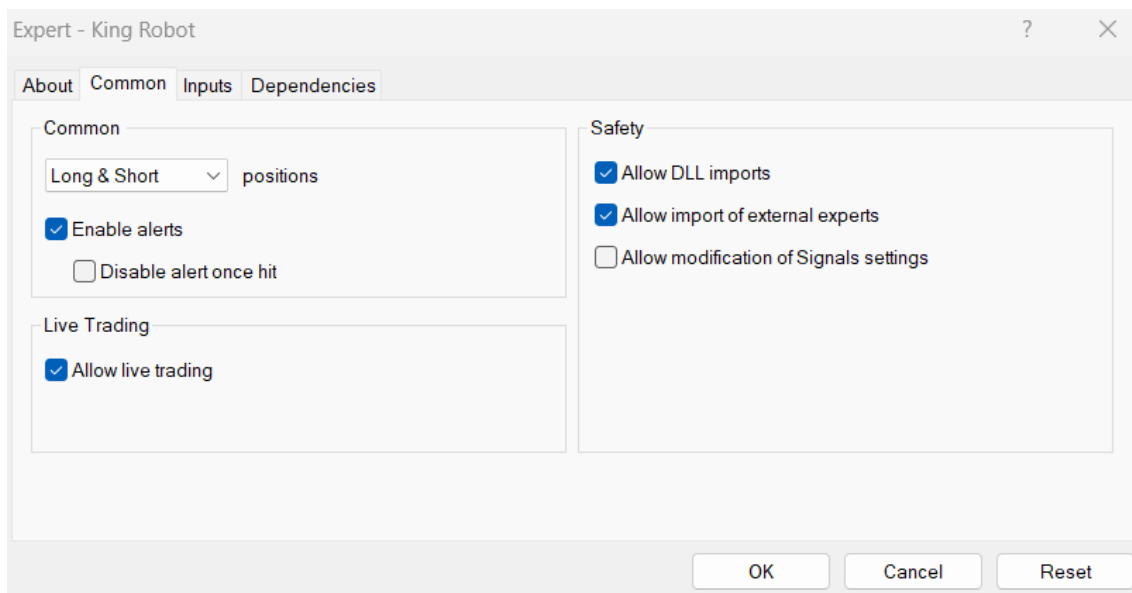 Expert - King Robot
?
About Common Inputs Dependencies
Common
Long & Short positions
Enable alerts
Disable alert once hit
Live Trading
Allow live trading
Safety
Allow DLL imports
Allow import of external experts
Allow modification of Signals settings
OK Cancel Reset